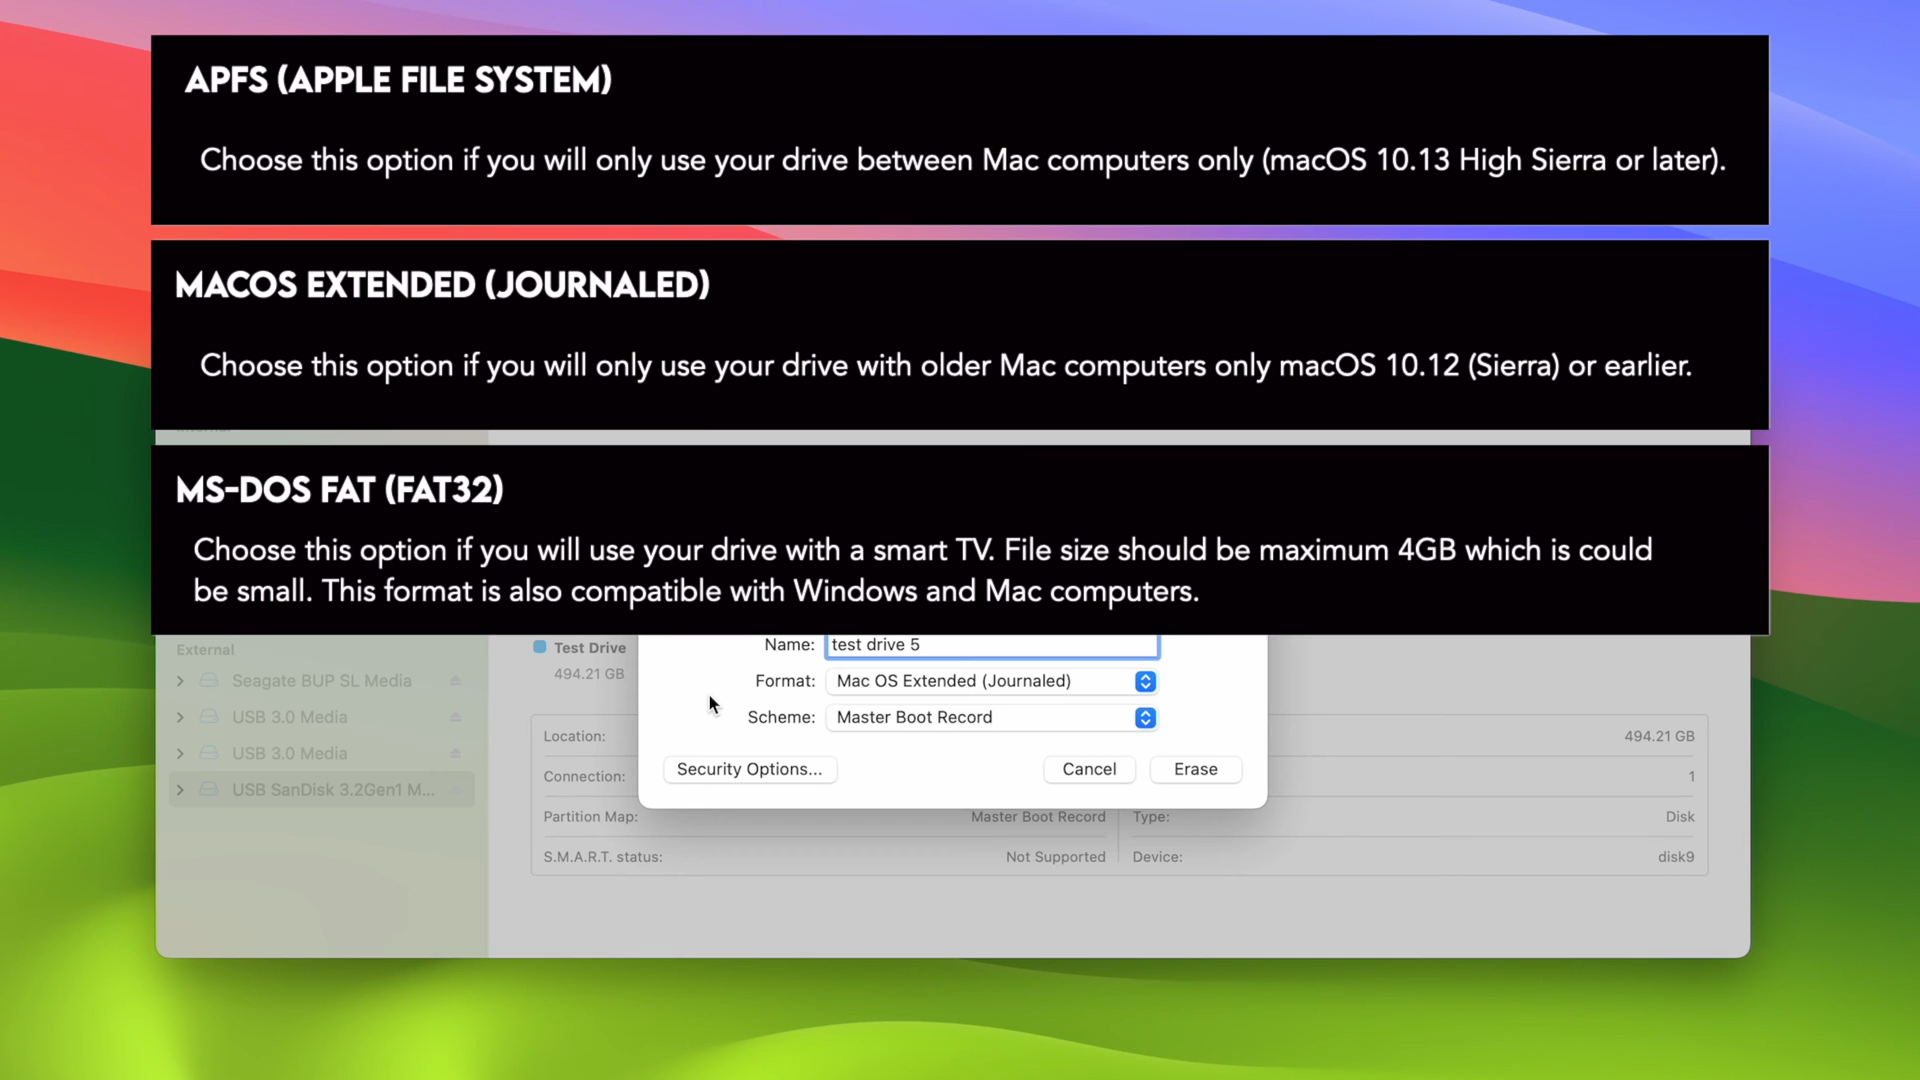 APFS (APPLE FILE SYSTEM)
Choose this option if you will only use your drive between Mac computers only (macOS 10.13 High Sierra or later).
MACOS EXTENDED (JOURNALED)
Choose this option if you will only use your drive with older Mac computers only macOS 10.12 (Sierra) or earlier.
MS-DOS FAT (FAT32)
Choose this option if you will use your drive with a smart TV. File size should be maximum 4GB which is could
be small. This format is also compatible with Windows and Mac computers.
External
Seagate BUP SL Media
USB 3.0 Media
USB 3.0 Media
USB SanDisk 3.2Gen1 M...
Test Drive
494.21 GB
Name: test drive 5
Format: Mac OS Extended (Journaled)
Scheme: Master Boot Record
Security Options... Cancel Erase
Location: 494.21 GB
Connection: 1
Partition Map: Master Boot Record Type: Disk
S.M.A.R.T. status: Not Supported Device: disk9